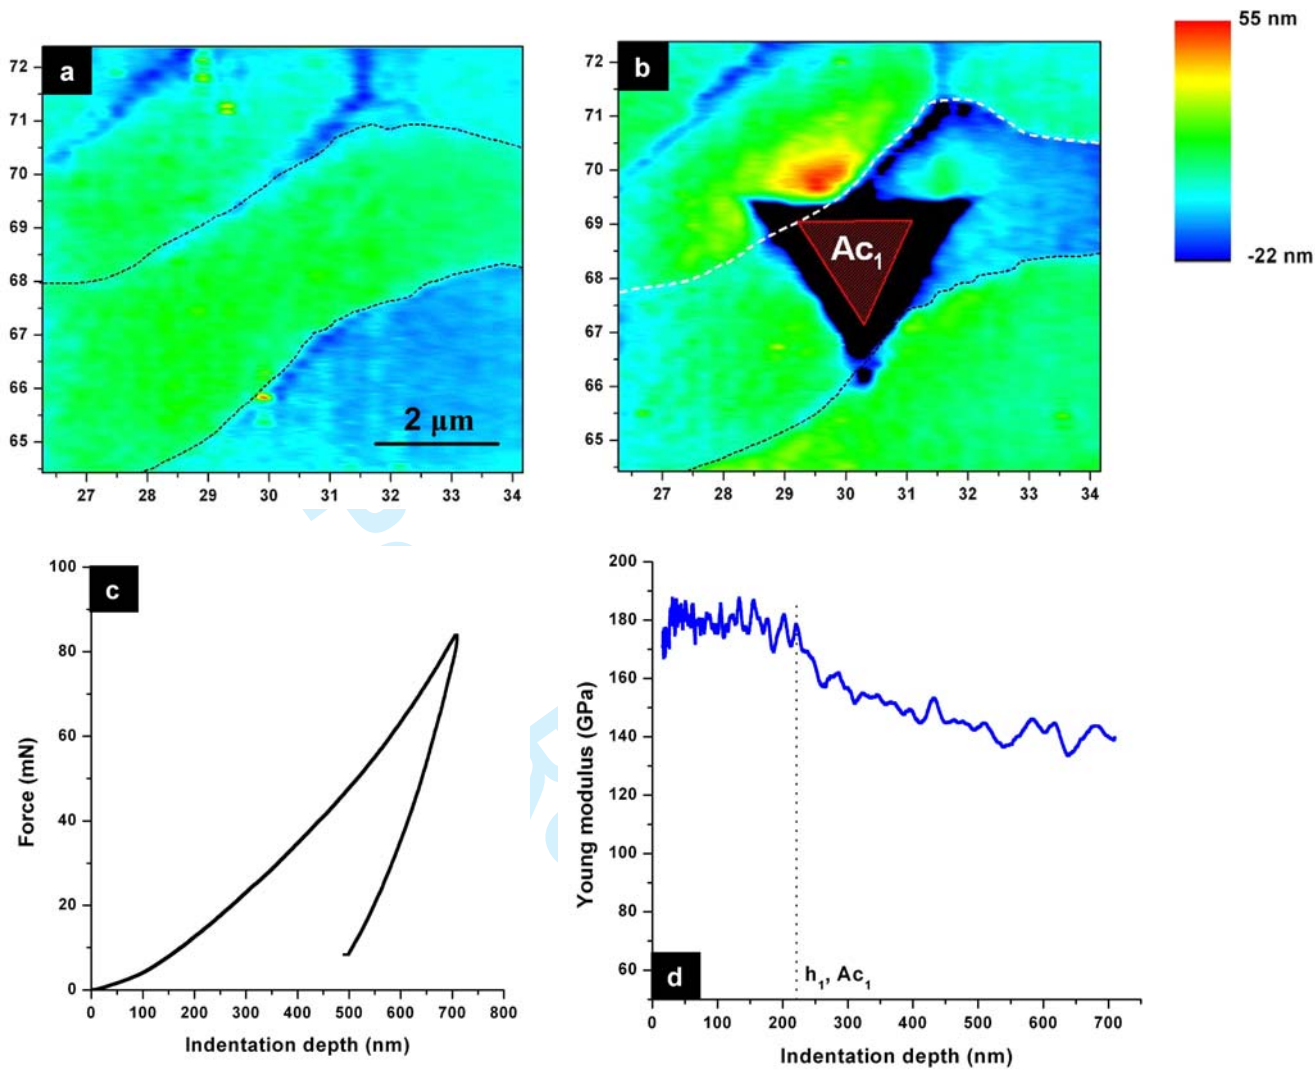 a
72
71
70
69
68
67
66
65
27 28 29 30 31 32 33 34
2 µm
b
72
71
70
69
68
67
66
65
27 28 29 30 31 32 33 34
Ac1
55 nm
-22 nm
c
100
80
60
40
20
0
0 100 200 300 400 500 600 700 800
Force (mN)
Indentation depth (nm)
d
200
180
160
140
120
100
80
60
0 100 200 300 400 500 600 700
Young modulus (GPa)
h1, Ac1
Indentation depth (nm)